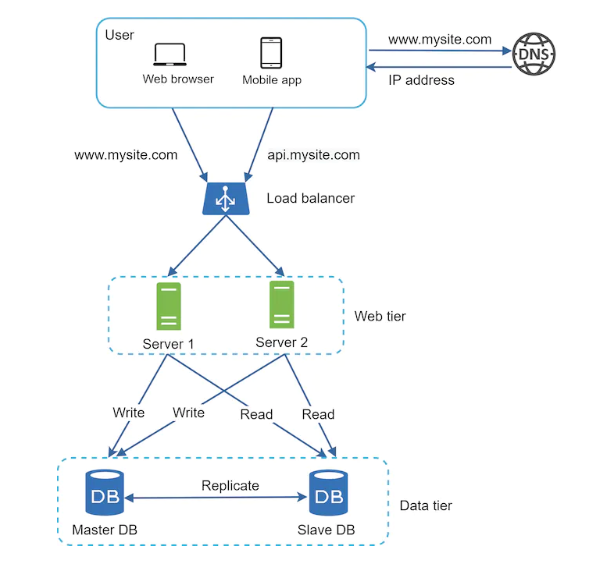 User
Web browser
Mobile app
www.mysite.com
DNS
IP address
www.mysite.com
api.mysite.com
Load balancer
Server 1
Server 2
Web tier
Write
Write
Read
Read
DB
Replicate
DB
Master DB
Slave DB
Data tier